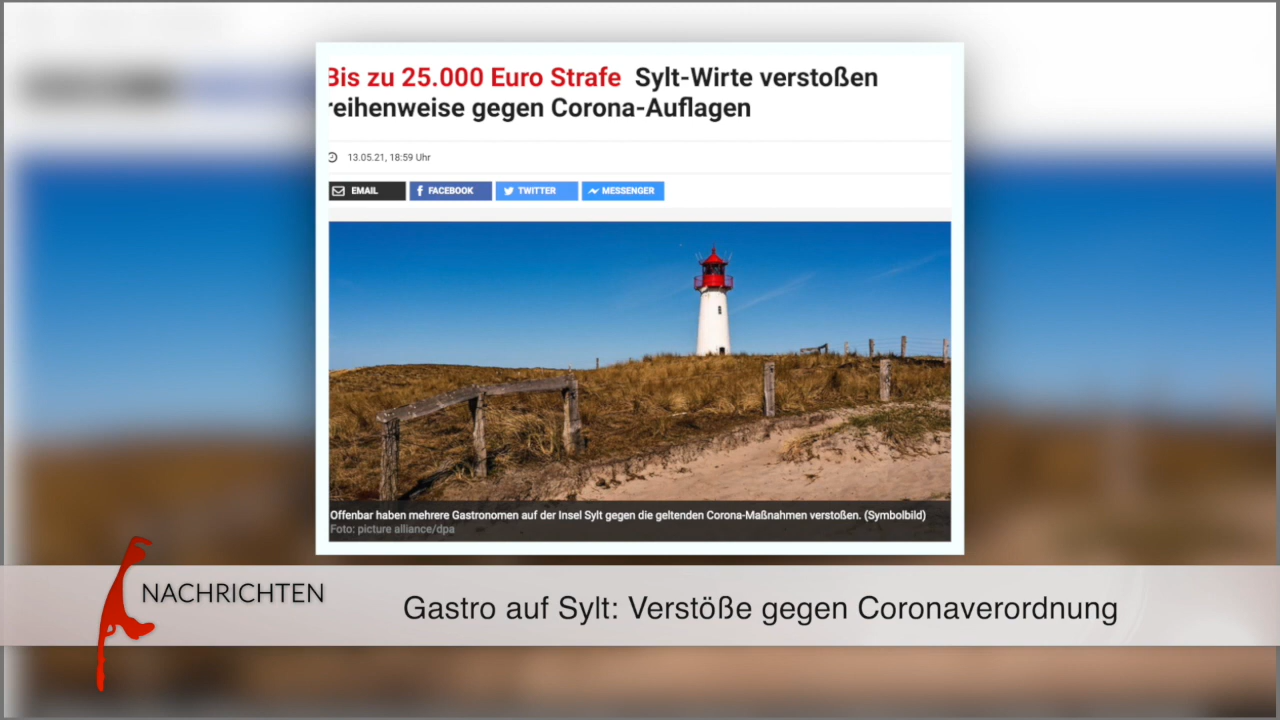 Bis zu 25.000 Euro Strafe Sylt-Wirte verstoßen
reihenweise gegen Corona-Auflagen
13.05.21, 18:59 Uhr
EMAIL FACEBOOK TWITTER MESSENGER
Offenbar haben mehrere Gastronomen auf der Insel Sylt gegen die geltenden Corona-Maßnahmen verstoßen. (Symbolbild)
Foto: picture alliance/dpa
NACHRICHTEN
Gastro auf Sylt: Verstöße gegen Coronaverordnung